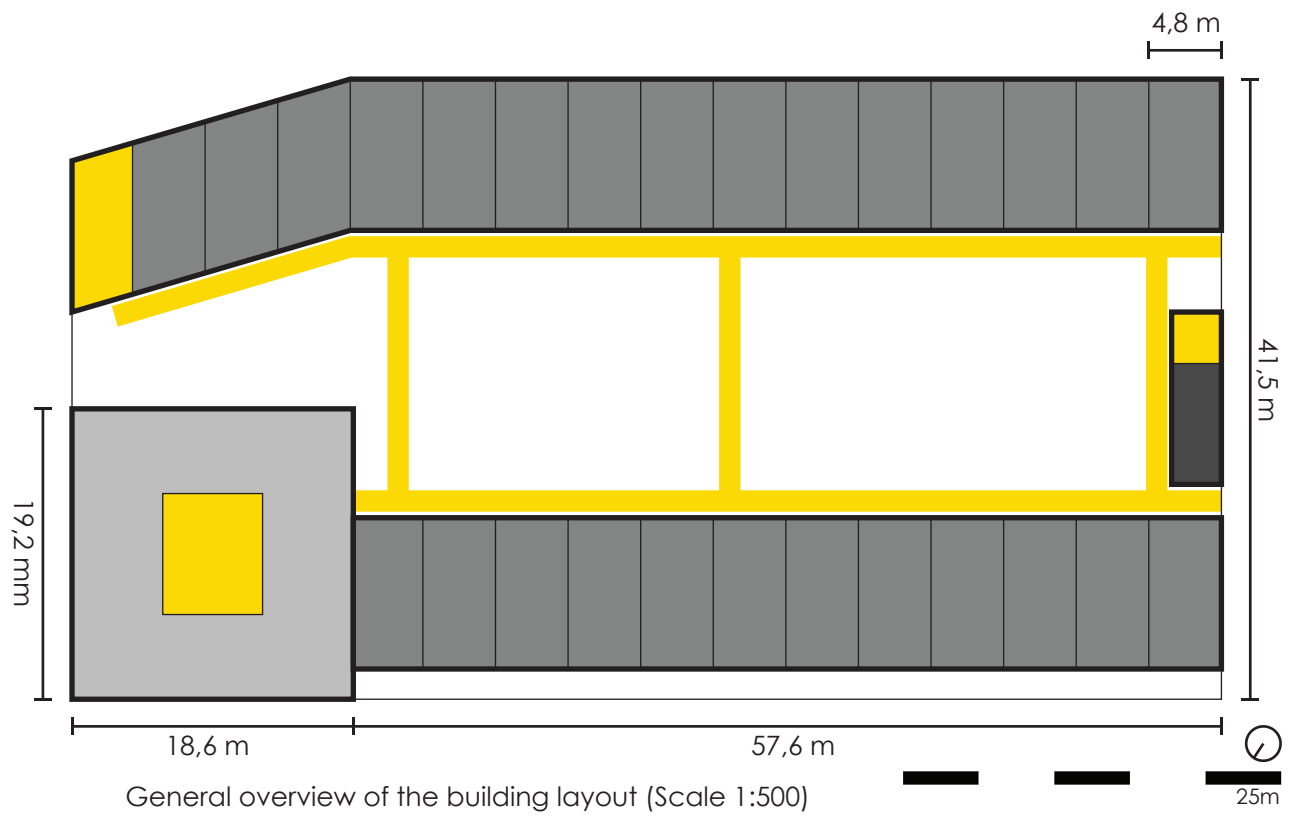 4,8 m
41,5 m
19,2 mm
18,6 m
57,6 m
25m
General overview of the building layout (Scale 1:500)